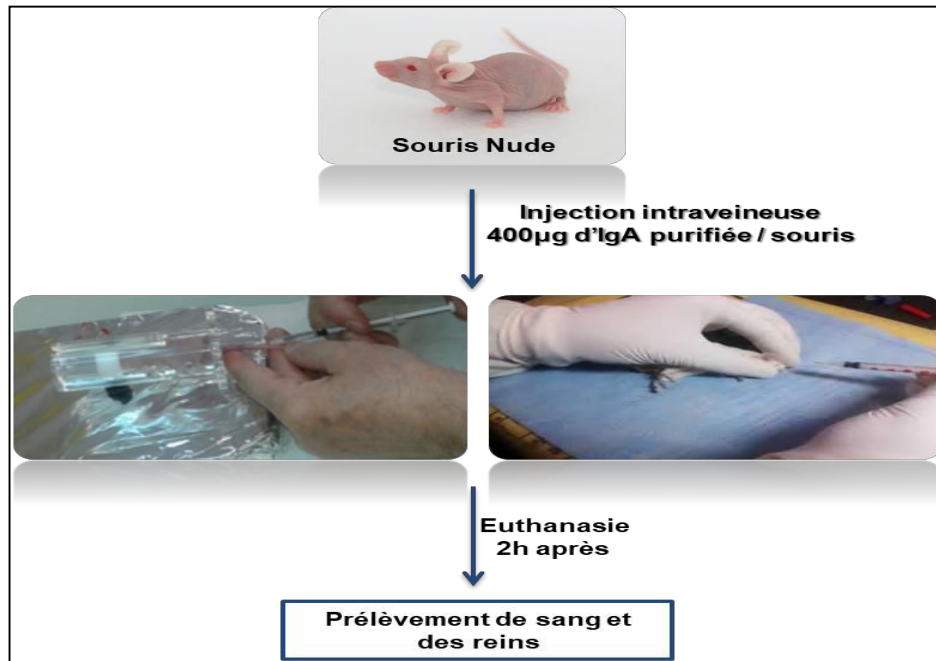 Souris Nude
Injection intraveineuse
400µg d'IgA purifiée / souris
Euthanasie
2h après
Prélèvement de sang et
des reins